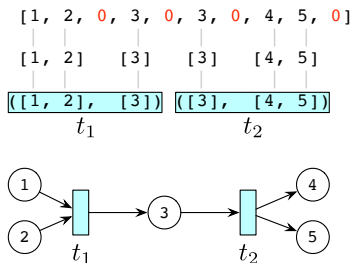 [1, 2, 0, 3, 0, 3, 0, 4, 5, 0]
[1, 2] [3] [3] [4, 5]
([1, 2], [3]) ([3], [4, 5])
t1 t2
1 4
3
2 5
t1 t2